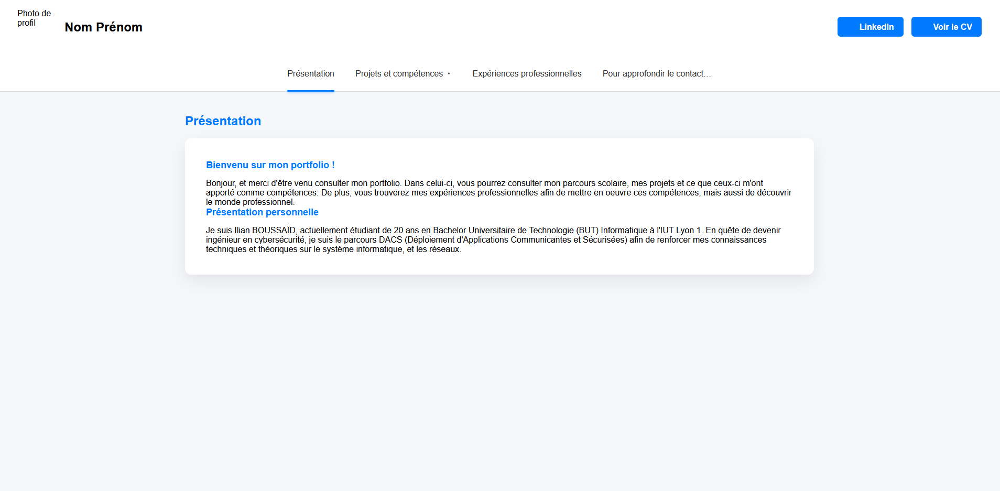 Photo de
profil
Nom Prénom
LinkedIn
Voir le CV
Présentation
Projets et compétences ▾
Expériences professionnelles
Pour approfondir le contact…
Présentation
Bienvenu sur mon portfolio !
Bonjour, et merci d'être venu consulter mon portfolio. Dans celui-ci, vous pourrez consulter mon parcours scolaire, mes projets et ce que ceux-ci m'ont
apporté comme compétences. De plus, vous trouverez mes expériences professionnelles afin de mettre en oeuvre ces compétences, mais aussi de découvrir
le monde professionnel.
Présentation personnelle
Je suis Ilian BOUSSAÏD, actuellement étudiant de 20 ans en Bachelor Universitaire de Technologie (BUT) Informatique à l'IUT Lyon 1. En quête de devenir
ingénieur en cybersécurité, je suis le parcours DACS (Déploiement d'Applications Communicantes et Sécurisées) afin de renforcer mes connaissances
techniques et théoriques sur le système informatique, et les réseaux.